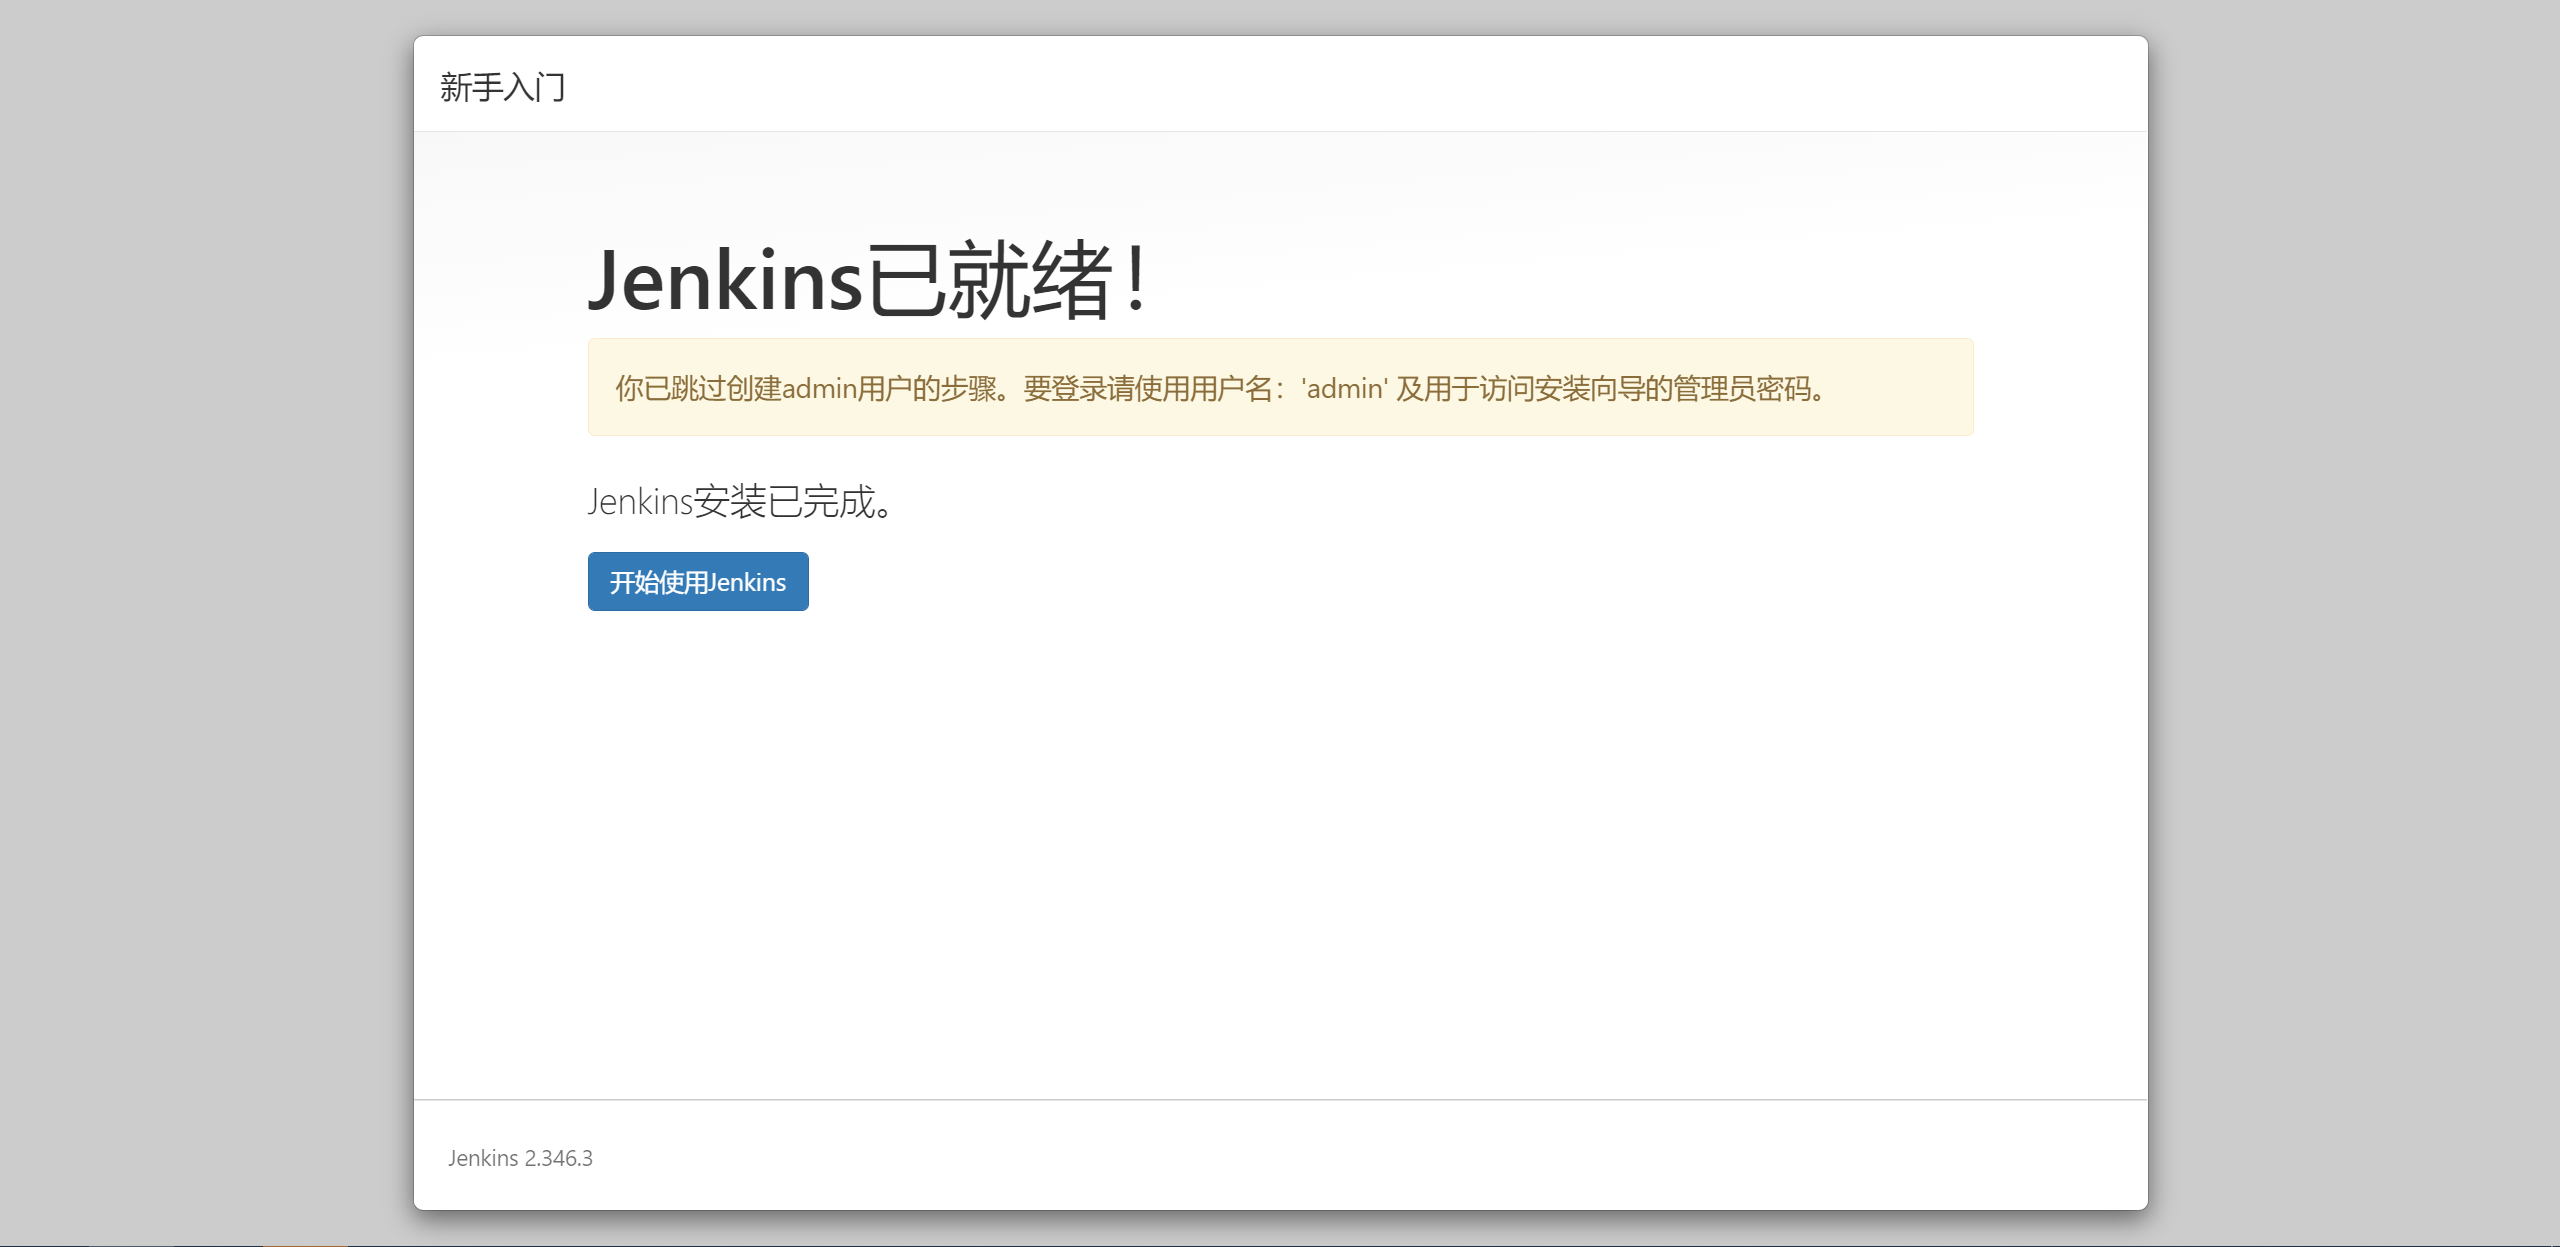 新手入门
Jenkins已就绪！
你已跳过创建admin用户的步骤。要登录请使用用户名：'admin' 及用于访问安装向导的管理员密码。
Jenkins安装已完成。
开始使用Jenkins
Jenkins 2.346.3